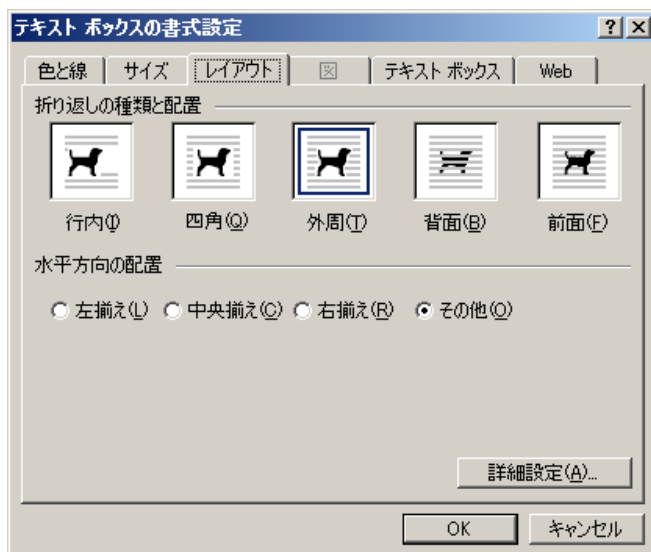 テキスト ボックスの書式設定
色と線 サイズ レイアウト 図 テキスト ボックス Web
折り返しの種類と配置
行内(I) 四角(Q) 外周(T) 背面(B) 前面(F)
水平方向の配置
左揃え(L) 中央揃え(C) 右揃え(R) その他(O)
詳細設定(A)...
OK キャンセル